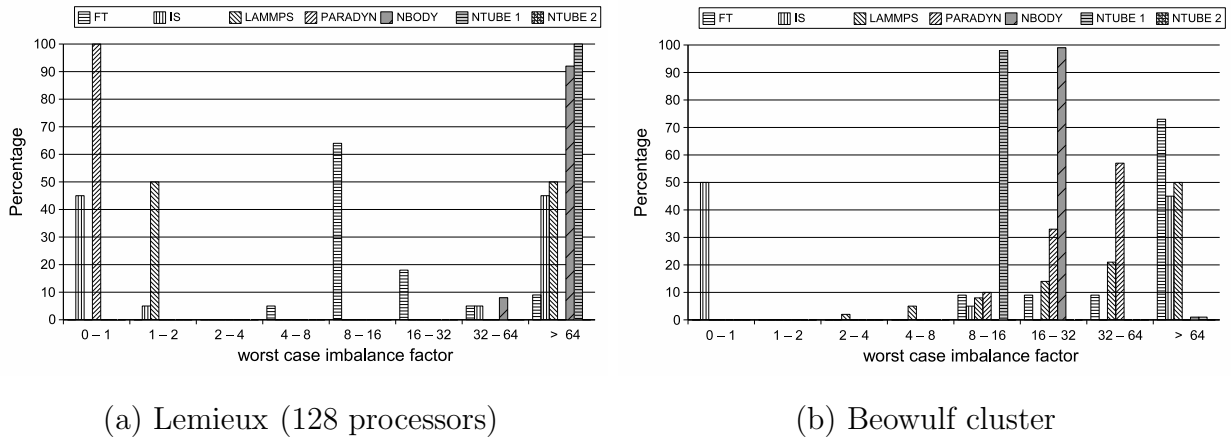 FT IS LAMMPS PARADYN NBODY NTUBE 1 NTUBE 2
100
90
80
70
60
50
40
30
20
10
0
Percentage
0 – 1 1 – 2 2 – 4 4 – 8 8 – 16 16 – 32 32 – 64 > 64
worst case imbalance factor
(a) Lemieux (128 processors)
FT IS LAMMPS PARADYN NBODY NTUBE 1 NTUBE 2
100
90
80
70
60
50
40
30
20
10
0
Percentage
0 – 1 1 – 2 2 – 4 4 – 8 8 – 16 16 – 32 32 – 64 > 64
worst case imbalance factor
(b) Beowulf cluster